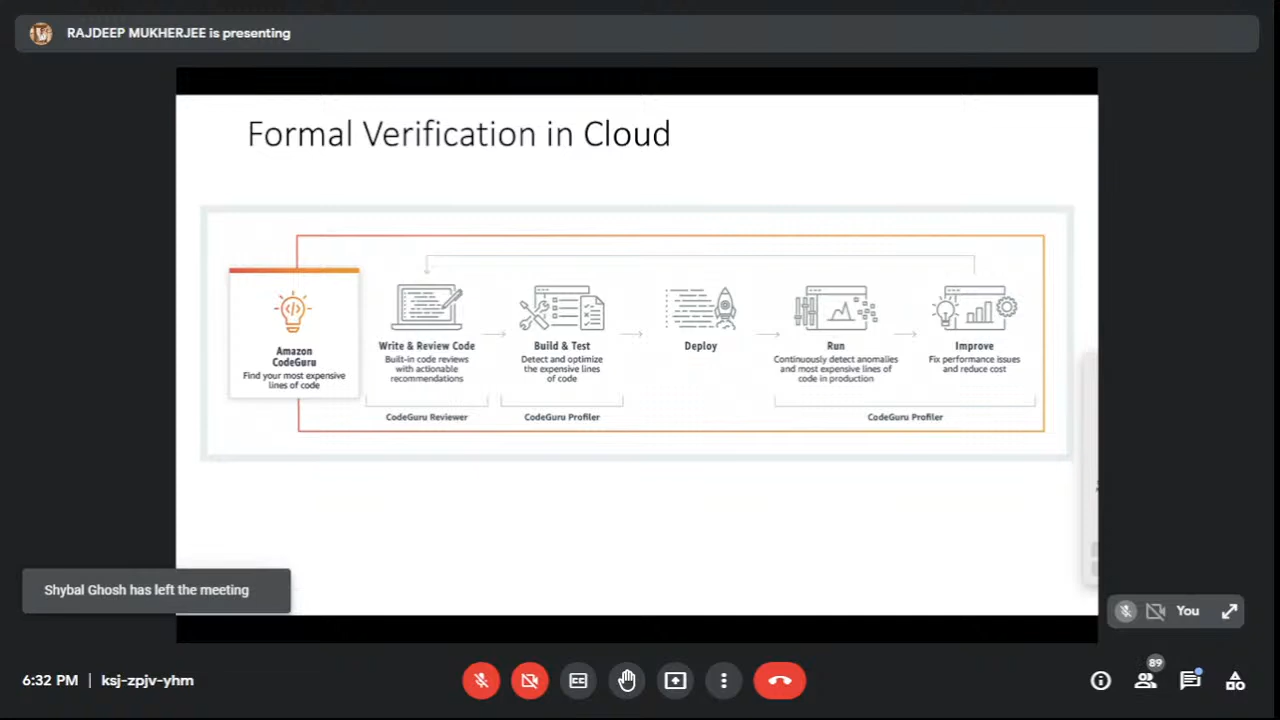 RAJDEEP MUKHERJEE is presenting
Formal Verification in Cloud
Amazon
CodeGuru
Find your most expensive
lines of code
Write & Review Code
Built-in code reviews
with actionable
recommendations
CodeGuru Reviewer
Build & Test
Detect and optimize
the expensive lines
of code
CodeGuru Profiler
Deploy
Run
Continuously detect anomalies
and most expensive lines of
code in production
Improve
Fix performance issues
and reduce cost
CodeGuru Profiler
Shybal Ghosh has left the meeting
You
6:32 PM | ksj-zpjv-yhm
89